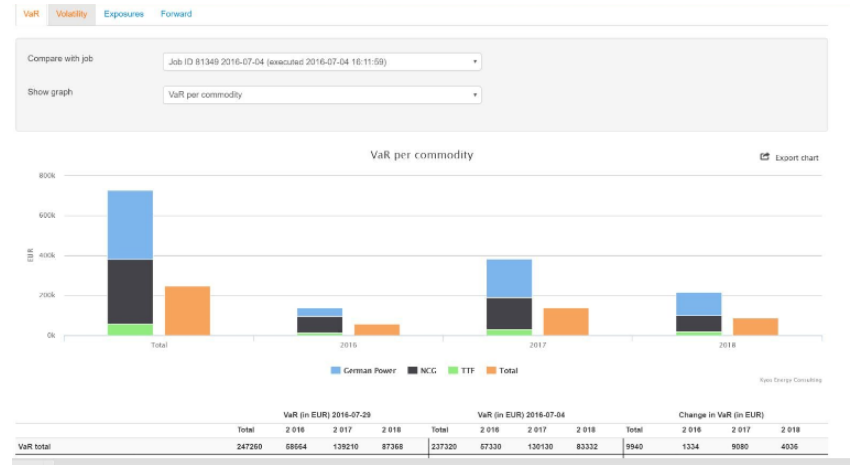 VaR Volatility Exposures Forward
Compare with job Job ID 81349 2016-07-04 (executed 2016-07-04 16:11:59)
Show graph VaR per commodity
VaR per commodity
Export chart
800k
600k
400k
200k
0k
EUR
Total 2016 2017 2018
German Power NCG TTF Total
Kyos Energy Consulting
VaR (in EUR) 2016-07-29 VaR (in EUR) 2016-07-04 Change in VaR (in EUR)
Total 2 016 2 017 2 018 Total 2 016 2 017 2 018 Total 2 016 2 017 2 018
VaR total 247260 58664 139210 87368 237320 57330 130130 83332 9940 1334 9080 4036